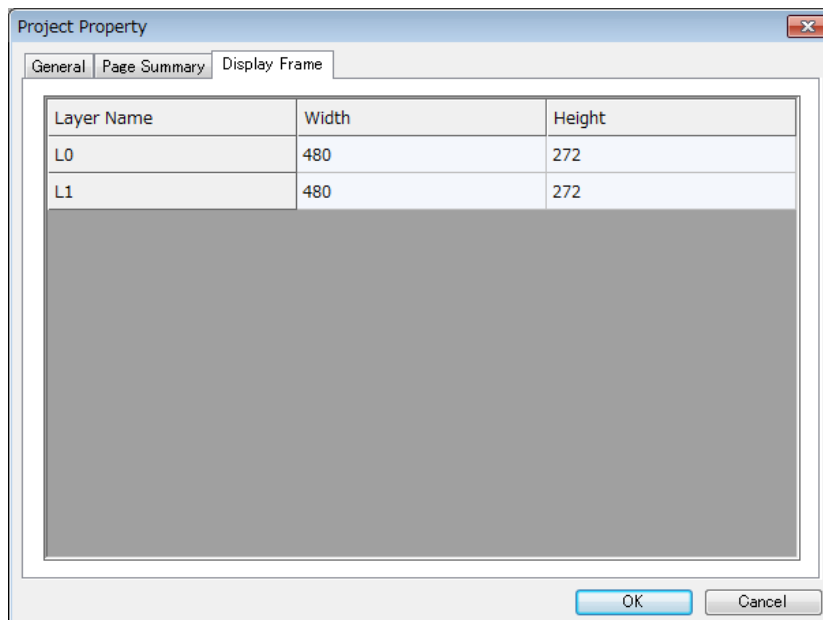 Project Property
General Page Summary Display Frame
Layer Name Width Height
L0 480 272
L1 480 272
OK Cancel